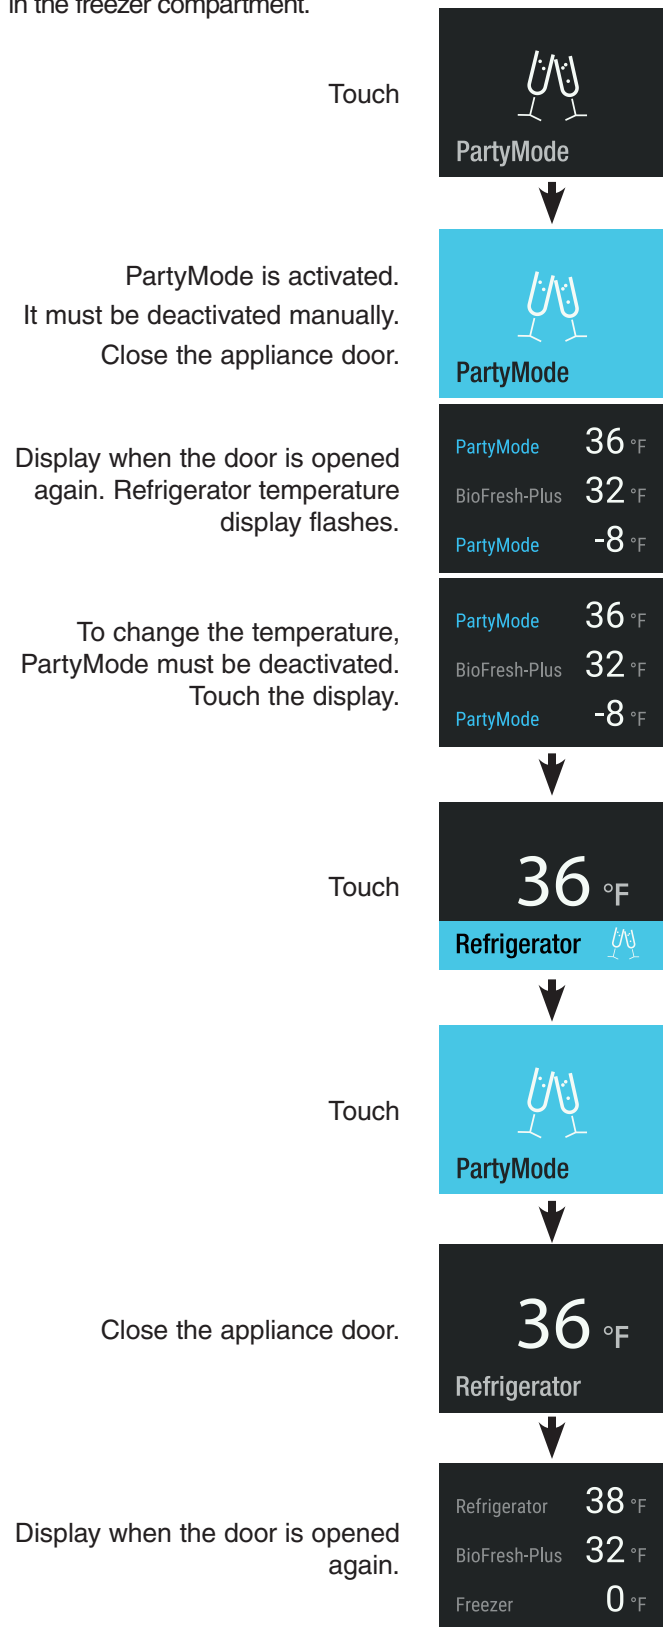 in the freezer compartment.
Touch
PartyMode
PartyMode is activated.
It must be deactivated manually.
Close the appliance door.
PartyMode
Display when the door is opened
again. Refrigerator temperature
display flashes.
PartyMode 36 °F
BioFresh-Plus 32 °F
PartyMode -8 °F
To change the temperature,
PartyMode must be deactivated.
Touch the display.
PartyMode 36 °F
BioFresh-Plus 32 °F
PartyMode -8 °F
Touch
36 °F
Refrigerator
Touch
PartyMode
Close the appliance door.
36 °F
Refrigerator
Display when the door is opened
again.
Refrigerator 38 °F
BioFresh-Plus 32 °F
Freezer 0 °F